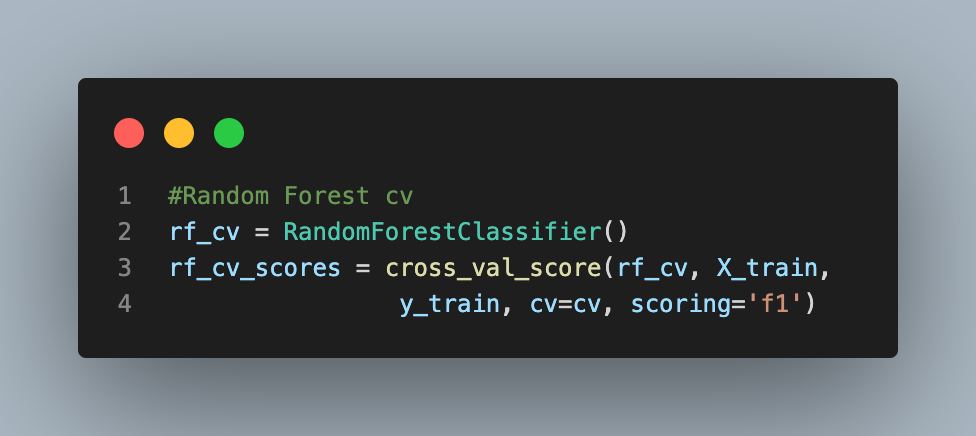 1 #Random Forest cv
2 rf_cv = RandomForestClassifier()
3 rf_cv_scores = cross_val_score(rf_cv, X_train,
4                 y_train, cv=cv, scoring='f1')